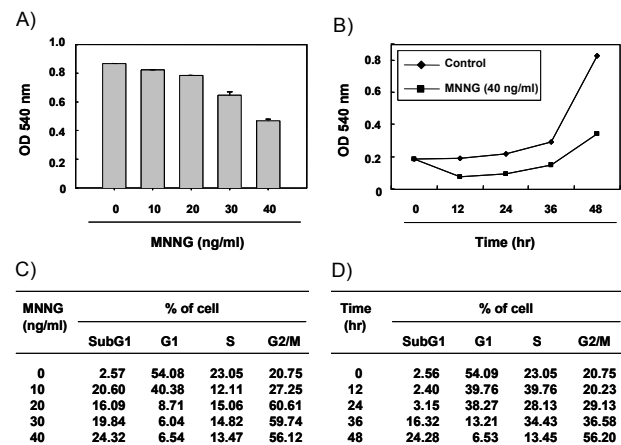 A)
OD 540 nm
1
0.8
0.6
0.4
0.2
0
0 10 20 30 40
MNNG (ng/ml)
B)
OD 540 nm
0.8
0.6
0.4
0.2
0
Control
MNNG (40 ng/ml)
0 12 24 36 48
Time (hr)
C)
MNNG (ng/ml) % of cell
SubG1 G1 S G2/M
0 2.57 54.08 23.05 20.75
10 20.60 40.38 12.11 27.25
20 16.09 8.71 15.06 60.61
30 19.84 6.04 14.82 59.74
40 24.32 6.54 13.47 56.12
D)
Time (hr) % of cell
SubG1 G1 S G2/M
0 2.56 54.09 23.05 20.75
12 2.40 39.76 39.76 20.23
24 3.15 38.27 28.13 29.13
36 16.32 13.21 34.43 36.58
48 24.28 6.53 13.45 56.20